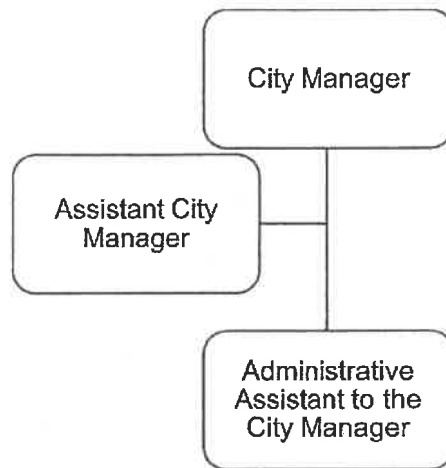 City Manager
Assistant City
Manager
Administrative
Assistant to the
City Manager